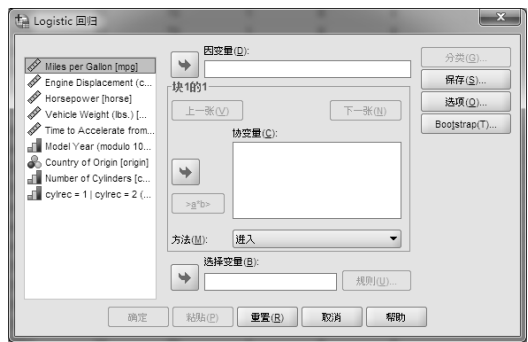 Logistic 回归
Miles per Gallon [mpg]
Engine Displacement (c...
Horsepower [horse]
Vehicle Weight (lbs.) [...
Time to Accelerate from...
Model Year (modulo 10...
Country of Origin [origin]
Number of Cylinders [c...
cylrec = 1 | cylrec = 2 (...
因变量(D):
块1的1
上一张(V)
下一张(N)
协变量(C):
>a*b>
方法(M):
进入
选择变量(B):
规则(U)...
分类(G)...
保存(S)...
选项(O)...
Bootstrap(T)...
确定
粘贴(P)
重置(R)
取消
帮助